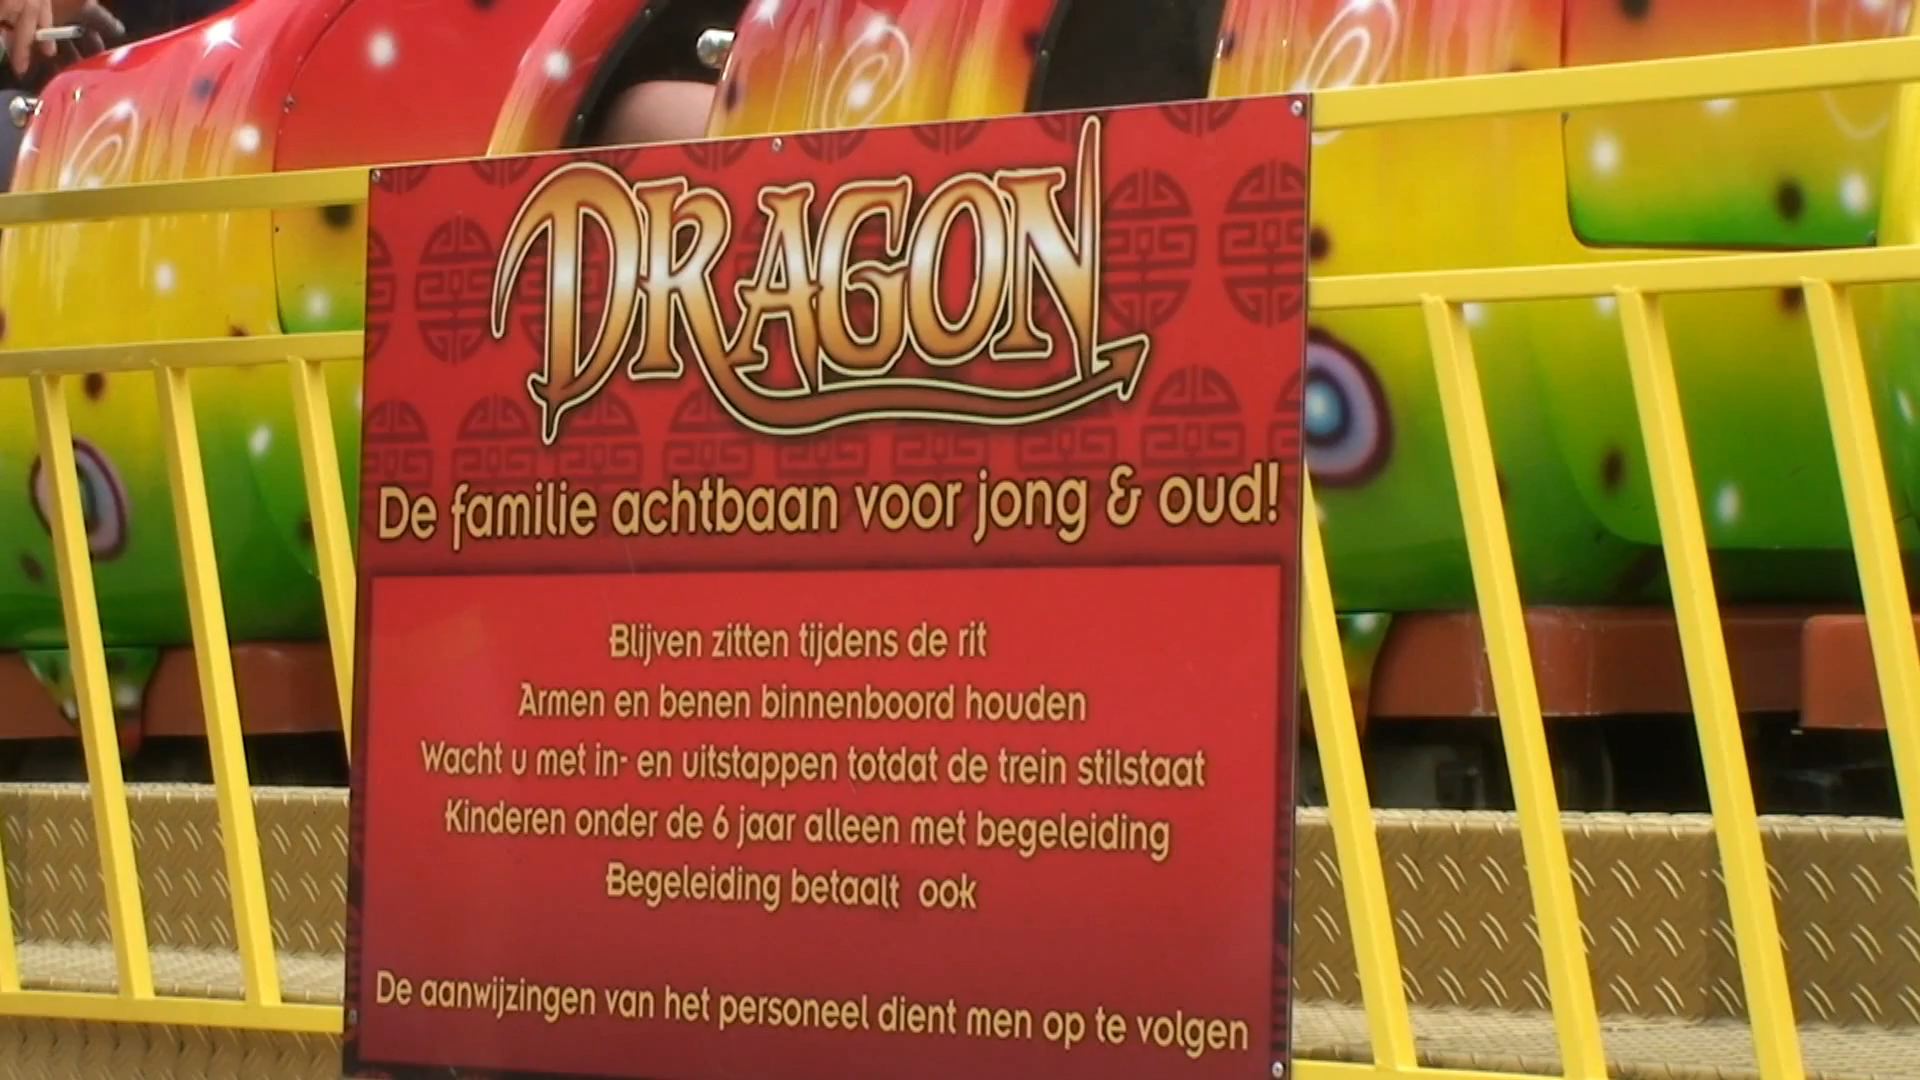 DRAGON
De familie achtbaan voor jong & oud!
Blijven zitten tijdens de rit
Armen en benen binnenboord houden
Wacht u met in- en uitstappen totdat de trein stilstaat
Kinderen onder de 6 jaar alleen met begeleiding
Begeleiding betaalt ook
De aanwijzingen van het personeel dient men op te volgen